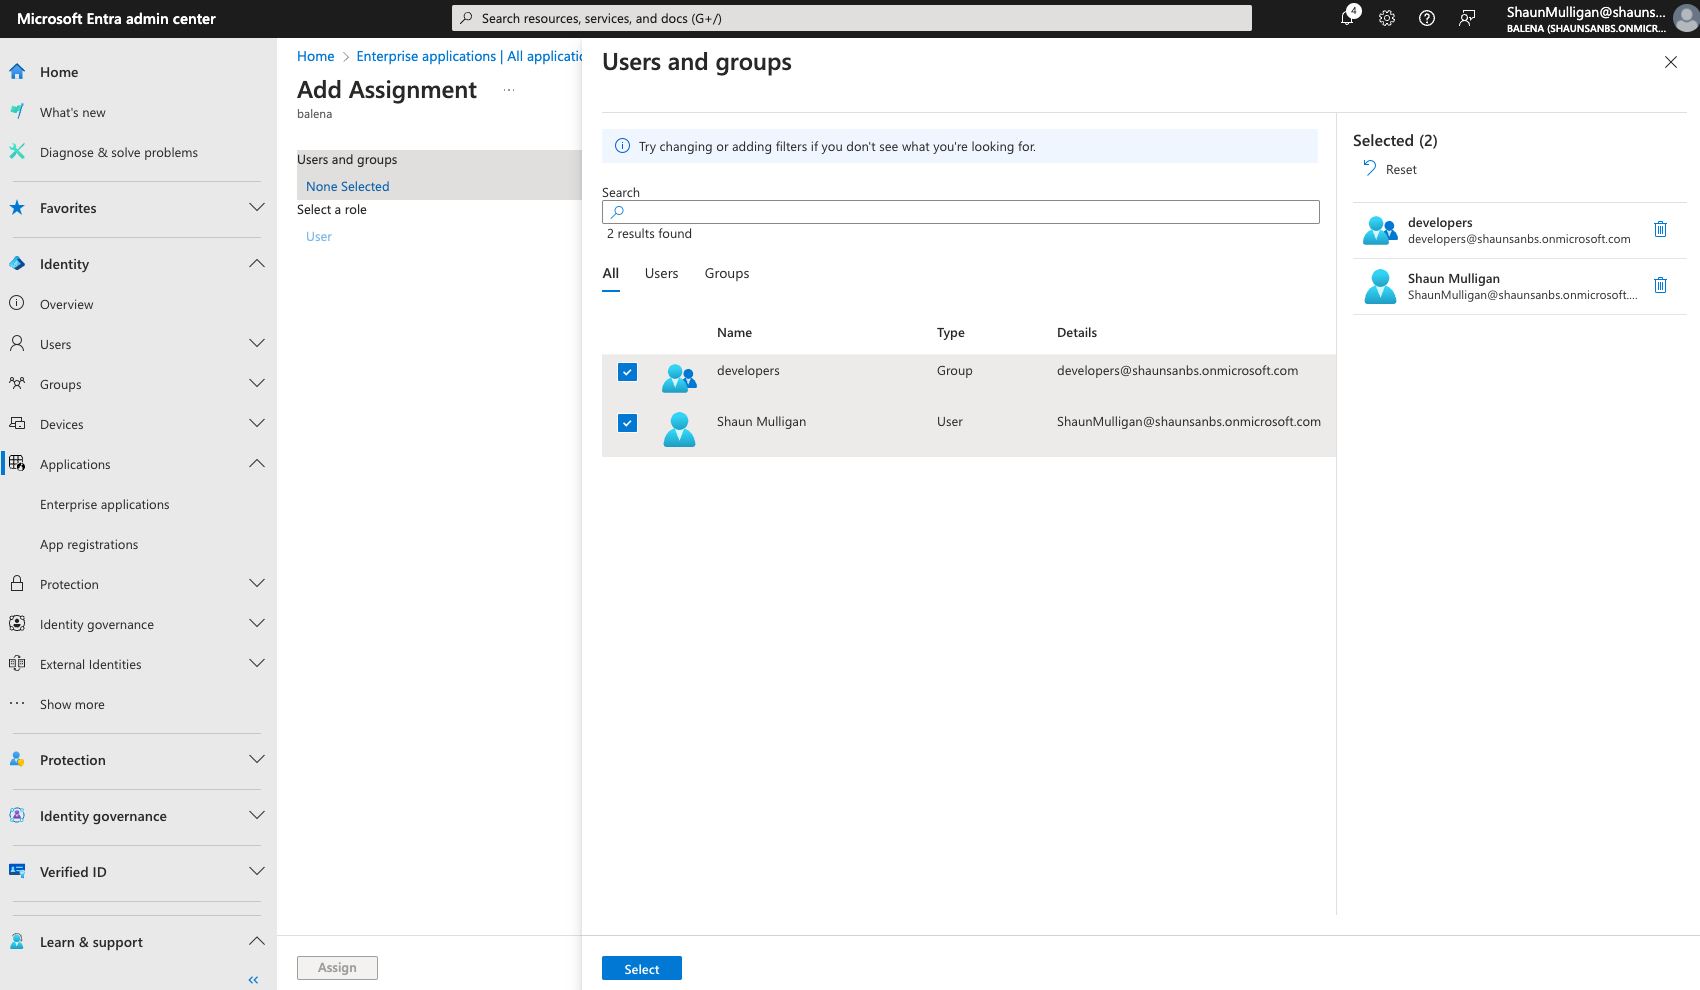 Microsoft Entra admin center
Search resources, services, and docs (G+/)
4
ShaunMulligan@shauns...
BALENA (SHAUNSANBS.ONMICR...
Home
What's new
Diagnose & solve problems
Favorites
Identity
Overview
Users
Groups
Devices
Applications
Enterprise applications
App registrations
Protection
Identity governance
External Identities
Show more
Protection
Identity governance
Verified ID
Learn & support
Home > Enterprise applications | All applicatio
Add Assignment ...
balena
Users and groups
None Selected
Select a role
User
Assign
Users and groups
Try changing or adding filters if you don't see what you're looking for.
Search
2 results found
All Users Groups
Name Type Details
developers Group developers@shaunsanbs.onmicrosoft.com
Shaun Mulligan User ShaunMulligan@shaunsanbs.onmicrosoft.com
Select
Selected (2)
Reset
developers
developers@shaunsanbs.onmicrosoft.com
Shaun Mulligan
ShaunMulligan@shaunsanbs.onmicrosoft....